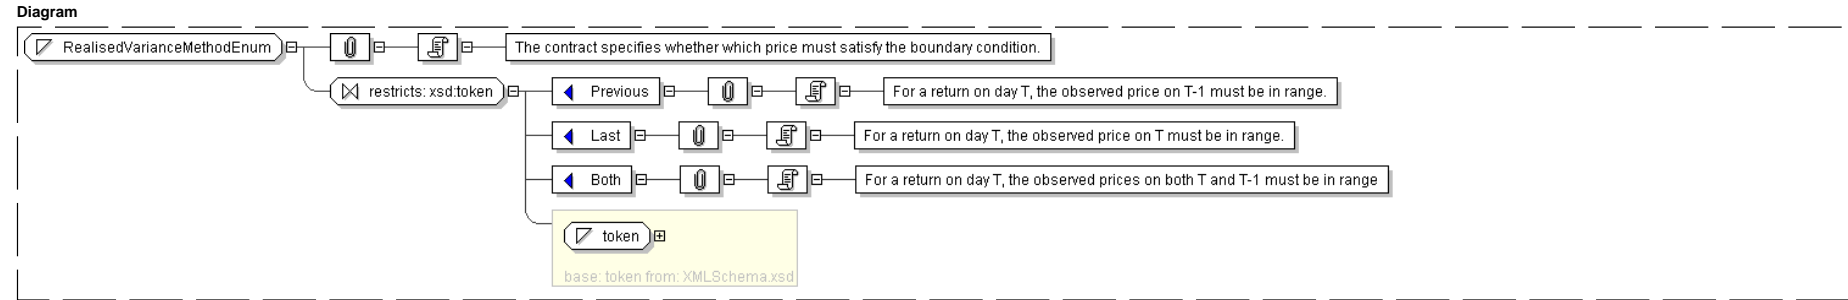 Diagram
RealisedVarianceMethodEnum
The contract specifies whether which price must satisfy the boundary condition.
restricts: xsd:token
Previous
For a return on day T, the observed price on T-1 must be in range.
Last
For a return on day T, the observed price on T must be in range.
Both
For a return on day T, the observed prices on both T and T-1 must be in range
token
base: token from: XMLSchema.xsd